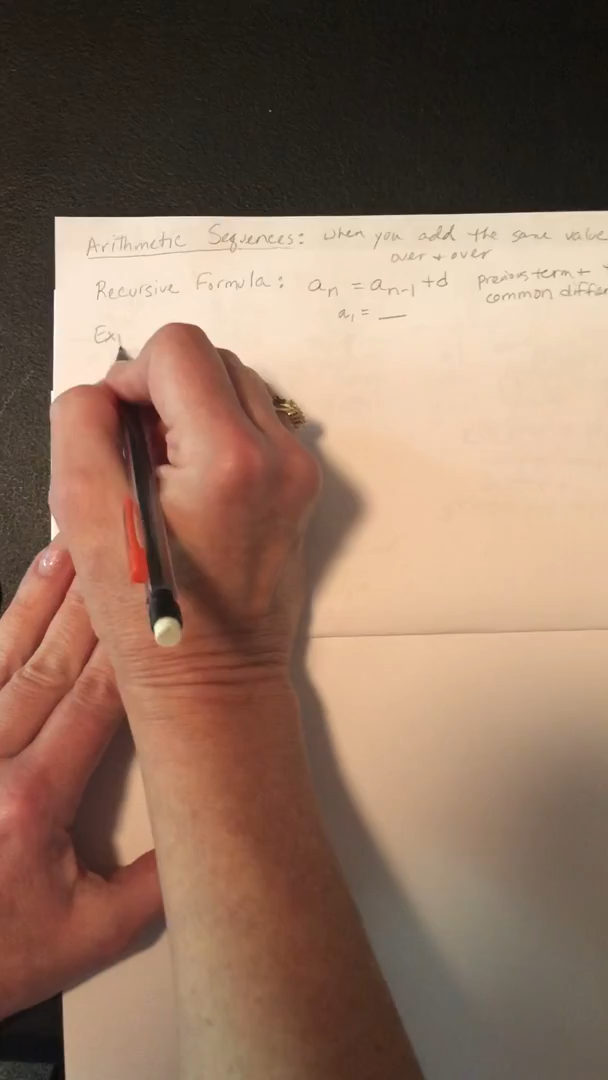 Arithmetic Sequences: when you add the same value
over + over
Recursive Formula: aₙ = aₙ₋₁ + d previous term +
common differ
a₁ = __
Ex